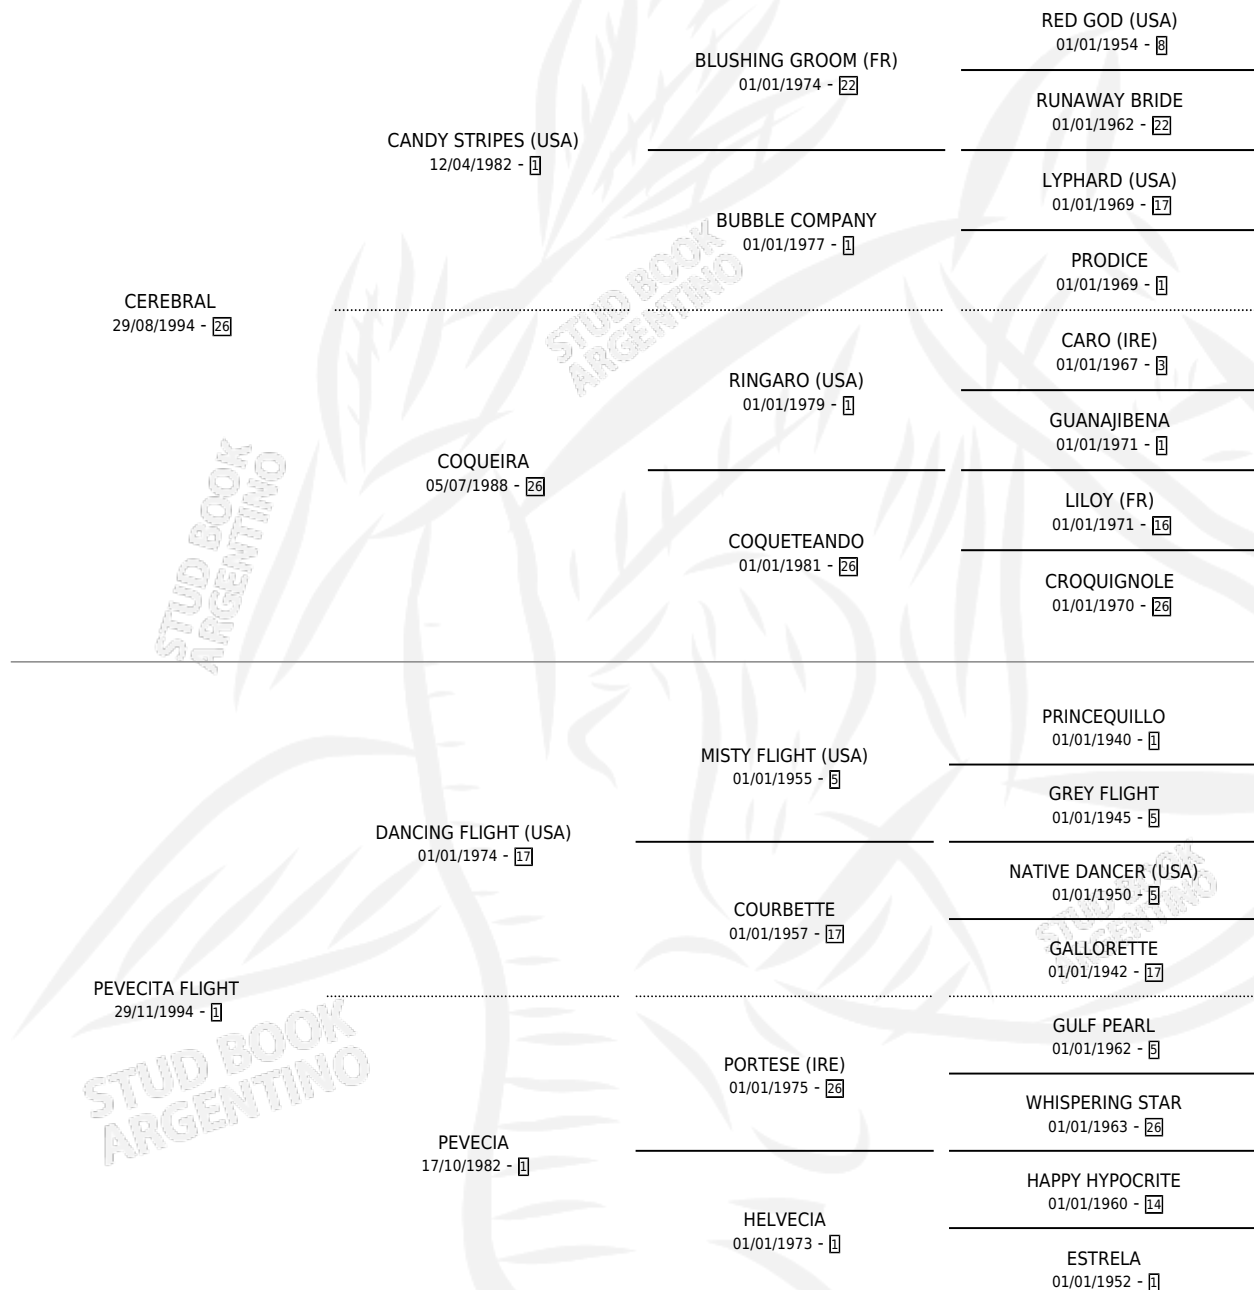 RED GOD (USA)
01/01/1954 - 8
BLUSHING GROOM (FR)
01/01/1974 - 22
RUNAWAY BRIDE
01/01/1962 - 22
CANDY STRIPES (USA)
12/04/1982 - 1
LYPHARD (USA)
01/01/1969 - 17
BUBBLE COMPANY
01/01/1977 - 1
PRODICE
01/01/1969 - 1
CEREBRAL
29/08/1994 - 26
CARO (IRE)
01/01/1967 - 3
RINGARO (USA)
01/01/1979 - 1
GUANAJIBENA
01/01/1971 - 1
COQUEIRA
05/07/1988 - 26
LILOY (FR)
01/01/1971 - 16
COQUETEANDO
01/01/1981 - 26
CROQUIGNOLE
01/01/1970 - 26
STUD BOOK
ARGENTINO
STUD BOOK
ARGENTINO
PRINCEQUILLO
01/01/1940 - 1
MISTY FLIGHT (USA)
01/01/1955 - 5
GREY FLIGHT
01/01/1945 - 5
DANCING FLIGHT (USA)
01/01/1974 - 17
NATIVE DANCER (USA)
01/01/1950 - 5
COURBETTE
01/01/1957 - 17
GALLORETTE
01/01/1942 - 17
PEVECITA FLIGHT
29/11/1994 - 1
GULF PEARL
01/01/1962 - 5
PORTESE (IRE)
01/01/1975 - 26
WHISPERING STAR
01/01/1963 - 26
PEVECIA
17/10/1982 - 1
HAPPY HYPOCRITE
01/01/1960 - 14
HELVECIA
01/01/1973 - 1
ESTRELA
01/01/1952 - 1
STUD BOOK
ARGENTINO
STUD BOOK
ARGENTINO